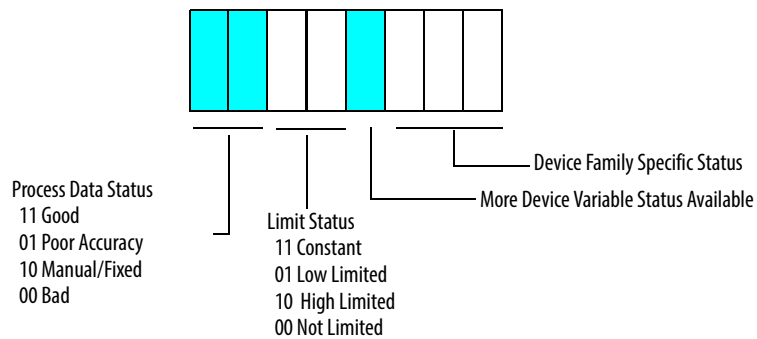 Device Family Specific Status
More Device Variable Status Available
Process Data Status
11 Good
01 Poor Accuracy
10 Manual/Fixed
00 Bad
Limit Status
11 Constant
01 Low Limited
10 High Limited
00 Not Limited